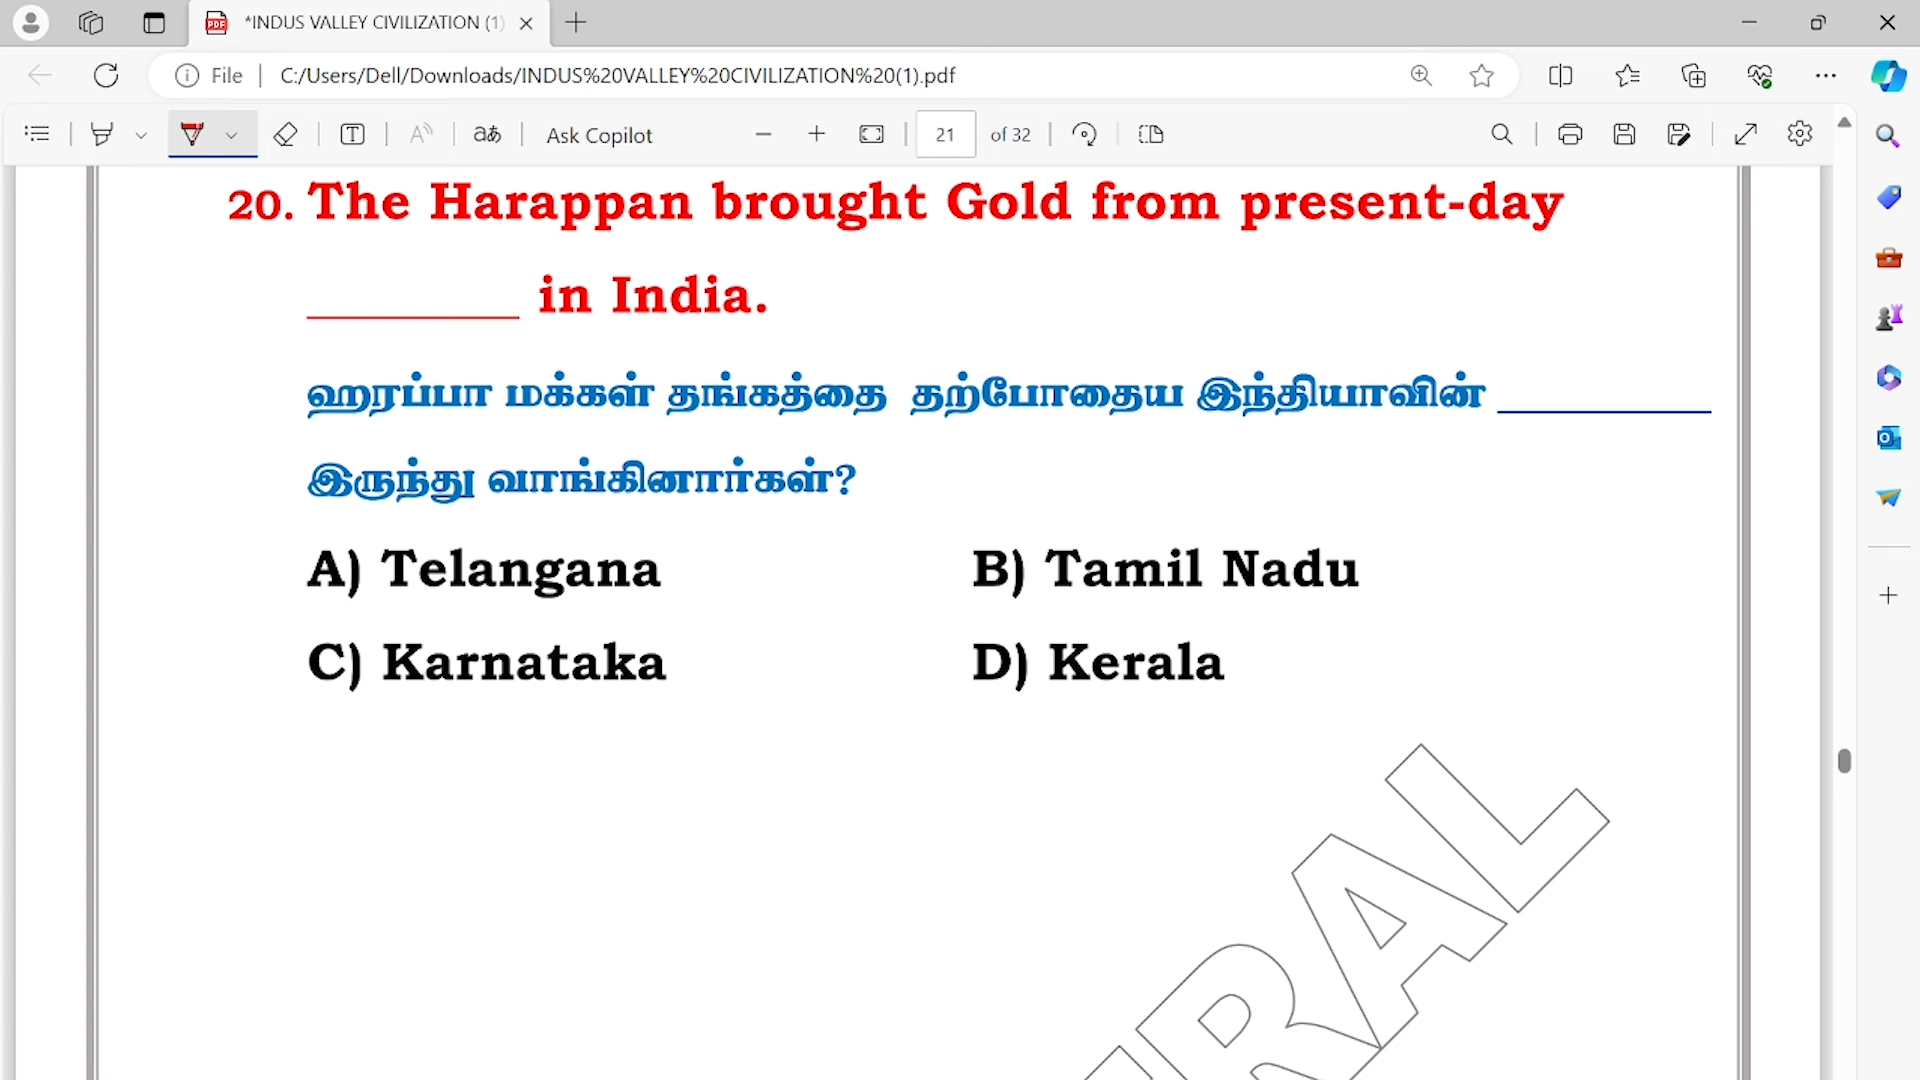 *INDUS VALLEY CIVILIZATION (1)
File
C:/Users/Dell/Downloads/INDUS%20VALLEY%20CIVILIZATION%20(1).pdf
Ask Copilot
21 of 32
20. The Harappan brought Gold from present-day
________ in India.
ஹரப்பா மக்கள் தங்கத்தை தற்போதைய இந்தியாவின் ________
இருந்து வாங்கினார்கள்?
A) Telangana B) Tamil Nadu
C) Karnataka D) Kerala
RAL